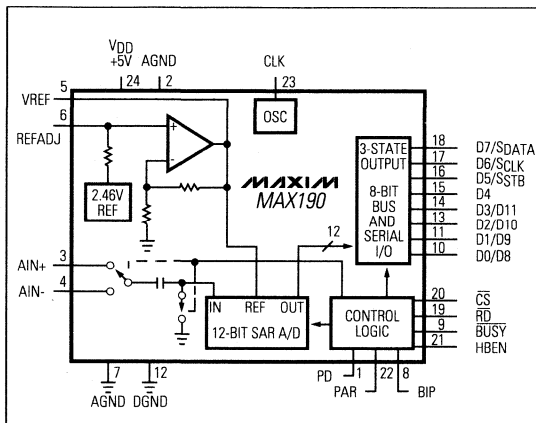 VDD
+5V AGND CLK
24 2 23
5
VREF
OSC
6
REFADJ
+
-
2.46V
REF
MAXIM
MAX190
3-STATE
OUTPUT
8-BIT
BUS
AND
SERIAL
I/O
18 D7/SDATA
17 D6/SCLK
16 D5/SSTB
15 D4
14 D3/D11
13 D2/D10
11 D1/D9
10 D0/D8
12
3
AIN+
4
AIN-
IN REF OUT
12-BIT SAR A/D
CONTROL
LOGIC
20 CS
19 RD
9 BUSY
21 HBEN
7 12
AGND DGND
PD 1 22 8 BIP
PAR